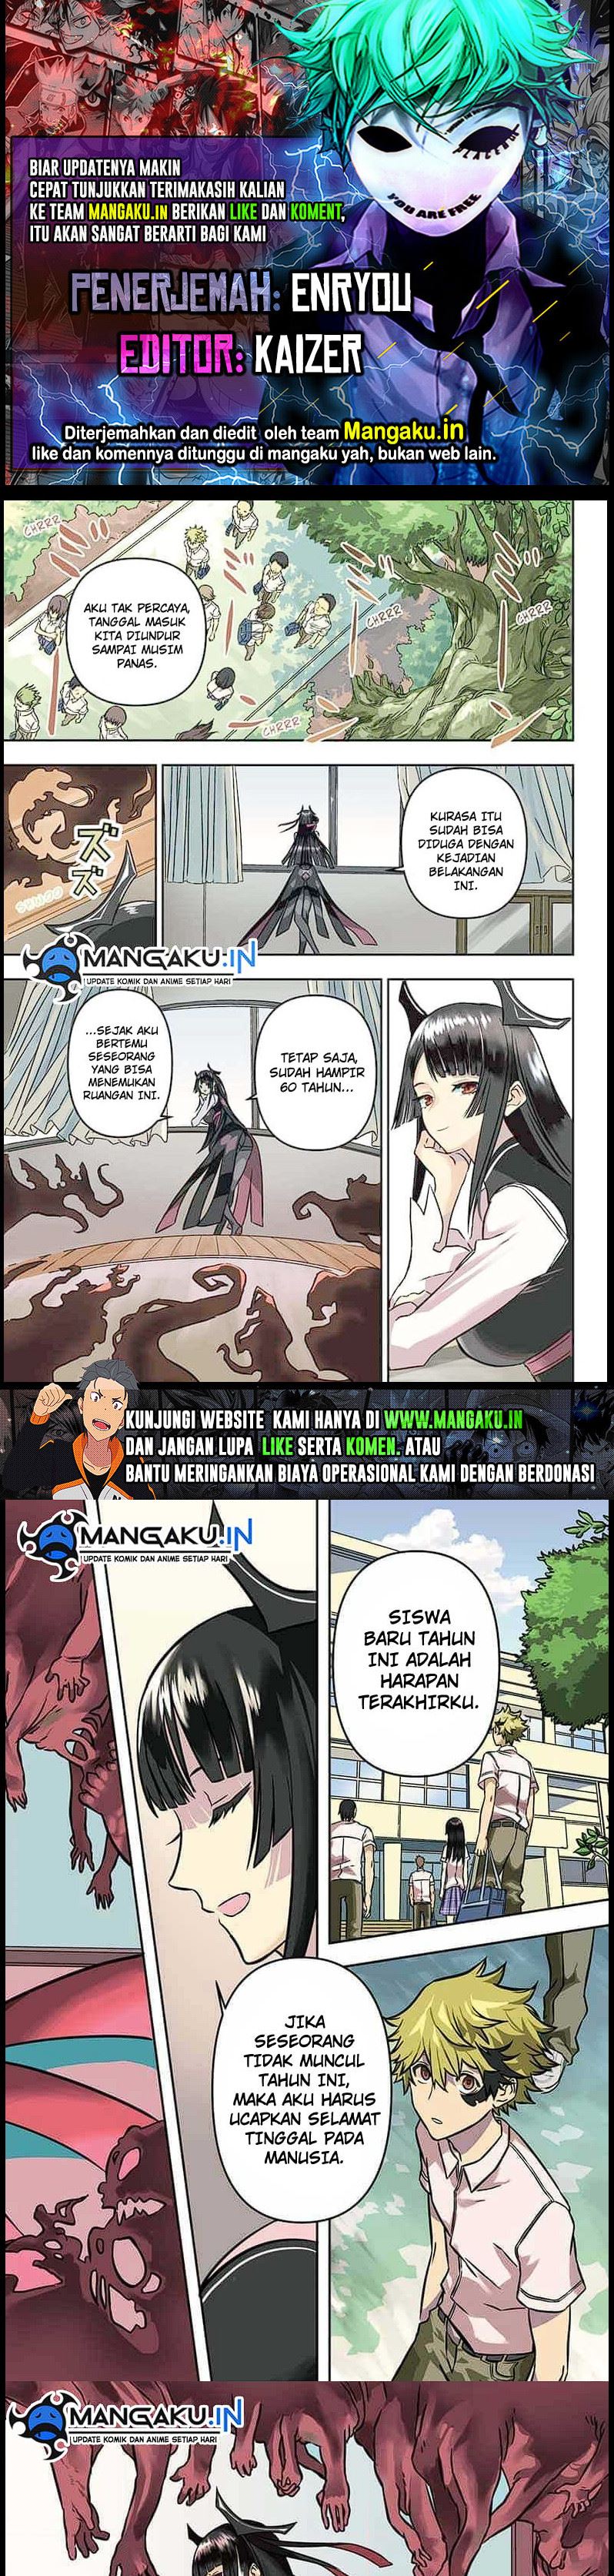 YOU ARE FREE
BIAR UPDATENYA MAKIN
CEPAT TUNJUKKAN TERIMAKASIH KALIAN
KE TEAM MANGAKU.IN BERIKAN LIKE DAN KOMENT,
ITU AKAN SANGAT BERARTI BAGI KAMI
PENERJEMAH: ENRYOU
EDITOR: KAIZER
Diterjemahkan dan diedit oleh team Mangaku.in
like dan komennya ditunggu di mangaku yah, bukan web lain.
CHRRR
AKU TAK PERCAYA,
TANGGAL MASUK
KITA DIUNDUR
SAMPAI MUSIM
PANAS.
CHRRR
CHRRR
CHRRR
KURASA ITU
SUDAH BISA
DIDUGA DENGAN
KEJADIAN
BELAKANGAN
INI.
ズズ
MANGAKU.IN
UPDATE KOMIK DAN ANIME SETIAP HARI
TETAP SAJA,
SUDAH HAMPIR
60 TAHUN...
...SEJAK AKU
BERTEMU
SESEORANG
YANG BISA
MENEMUKAN
RUANGAN INI.
KUNJUNGI WEBSITE KAMI HANYA DI WWW.MANGAKU.IN
DAN JANGAN LUPA LIKE SERTA KOMEN. ATAU
BANTU MERINGANKAN BIAYA OPERASIONAL KAMI DENGAN BERDONASI
MANGAKU.IN
UPDATE KOMIK DAN ANIME SETIAP HARI
SISWA
BARU TAHUN
INI ADALAH
HARAPAN
TERAKHIRKU.
JIKA
SESEORANG
TIDAK MUNCUL
TAHUN INI,
MAKA AKU HARUS
UCAPKAN SELAMAT
TINGGAL PADA
MANUSIA.
MANGAKU.IN
UPDATE KOMIK DAN ANIME SETIAP HARI